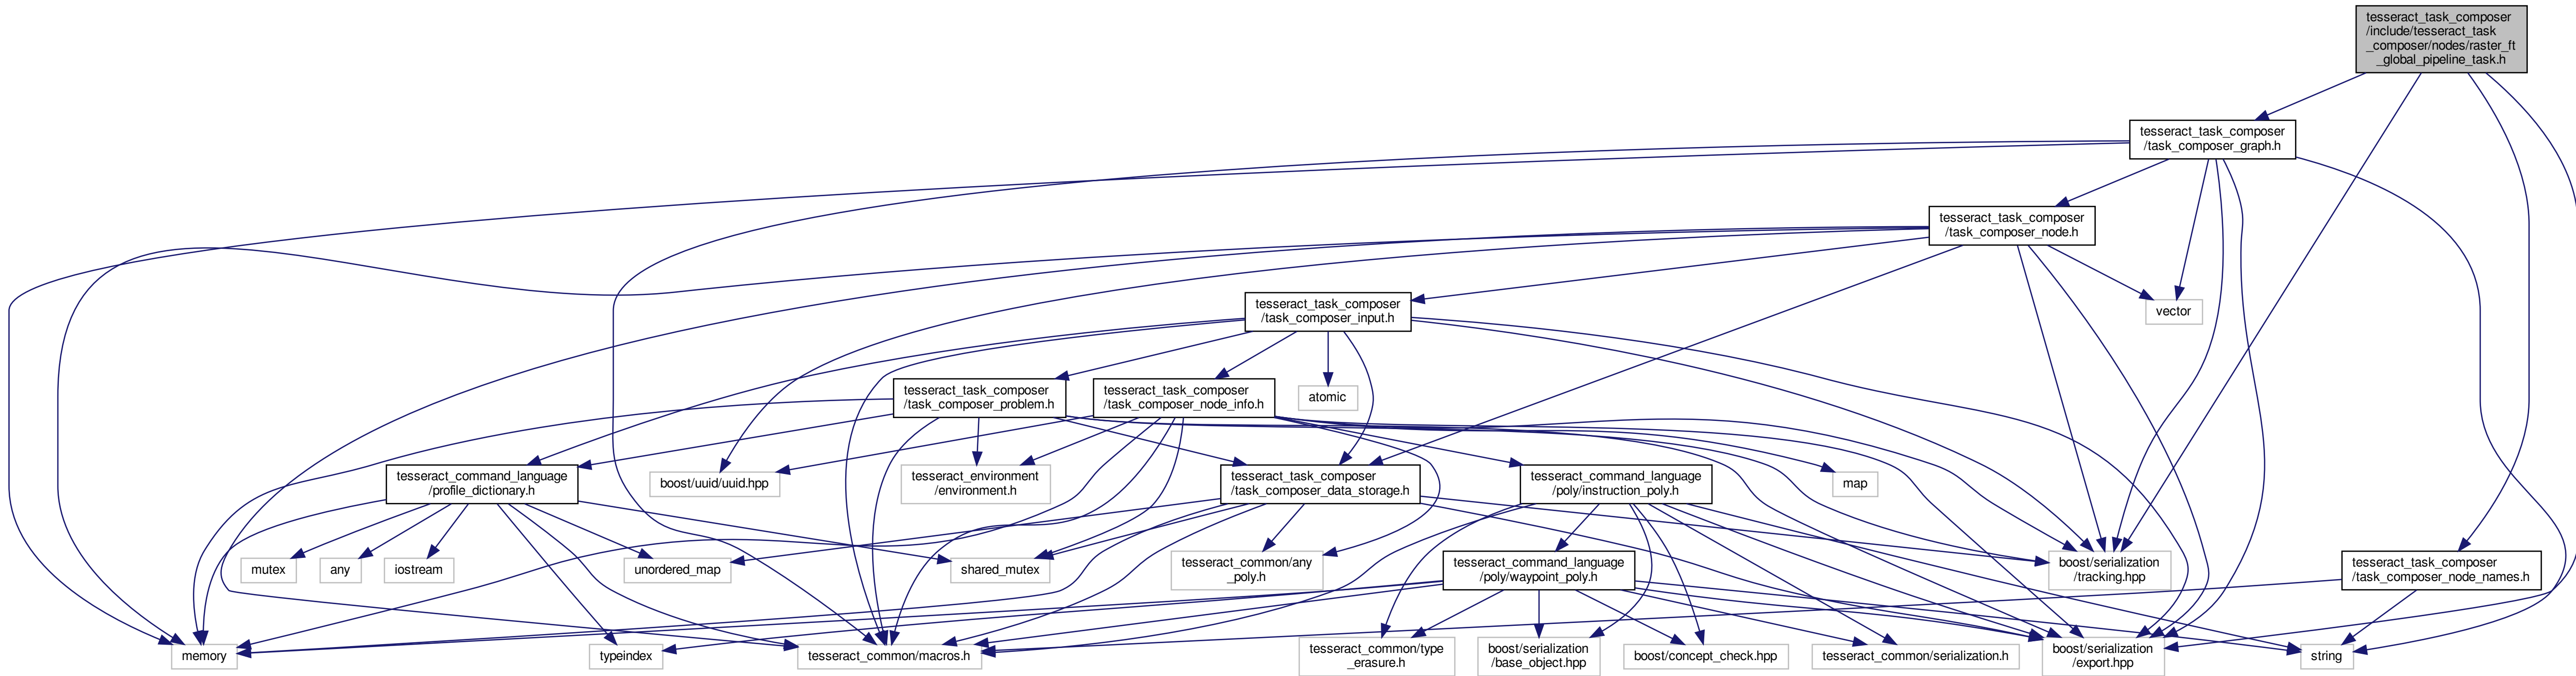 tesseract_task_composer
/include/tesseract_task
_composer/nodes/raster_ft
_global_pipeline_task.h
tesseract_task_composer
/task_composer_graph.h
tesseract_task_composer
/task_composer_node.h
tesseract_task_composer
/task_composer_input.h
vector
tesseract_task_composer
/task_composer_problem.h
tesseract_task_composer
/task_composer_node_info.h
atomic
tesseract_command_language
/profile_dictionary.h
boost/uuid/uuid.hpp
tesseract_environment
/environment.h
tesseract_task_composer
/task_composer_data_storage.h
tesseract_command_language
/poly/instruction_poly.h
map
mutex
any
iostream
unordered_map
shared_mutex
tesseract_common/any
_poly.h
tesseract_command_language
/poly/waypoint_poly.h
boost/serialization
/tracking.hpp
tesseract_task_composer
/task_composer_node_names.h
memory
typeindex
tesseract_common/macros.h
tesseract_common/type
_erasure.h
boost/serialization
/base_object.hpp
boost/concept_check.hpp
tesseract_common/serialization.h
boost/serialization
/export.hpp
string